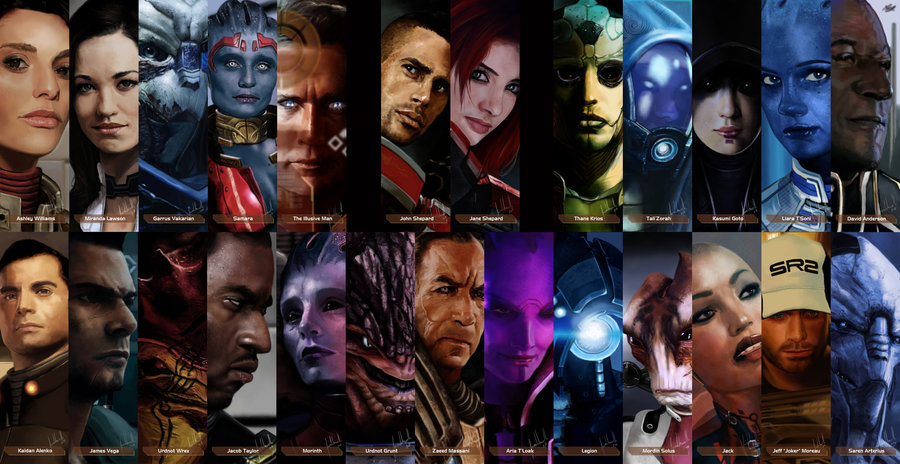 Ashley Williams
Miranda Lawson
Garrus Vakarian
Samara
The Illusive Man
John Shepard
Jane Shepard
Thane Krios
Tali'Zorah
Kasumi Goto
Liara T'Soni
David Anderson
SR2
Kaidan Alenko
James Vega
Urdnot Wrex
Jacob Taylor
Morinth
Urdnot Grunt
Zaeed Massani
Aria T'Loak
Legion
Mordin Solus
Jack
Jeff "Joker" Moreau
Saren Arterius